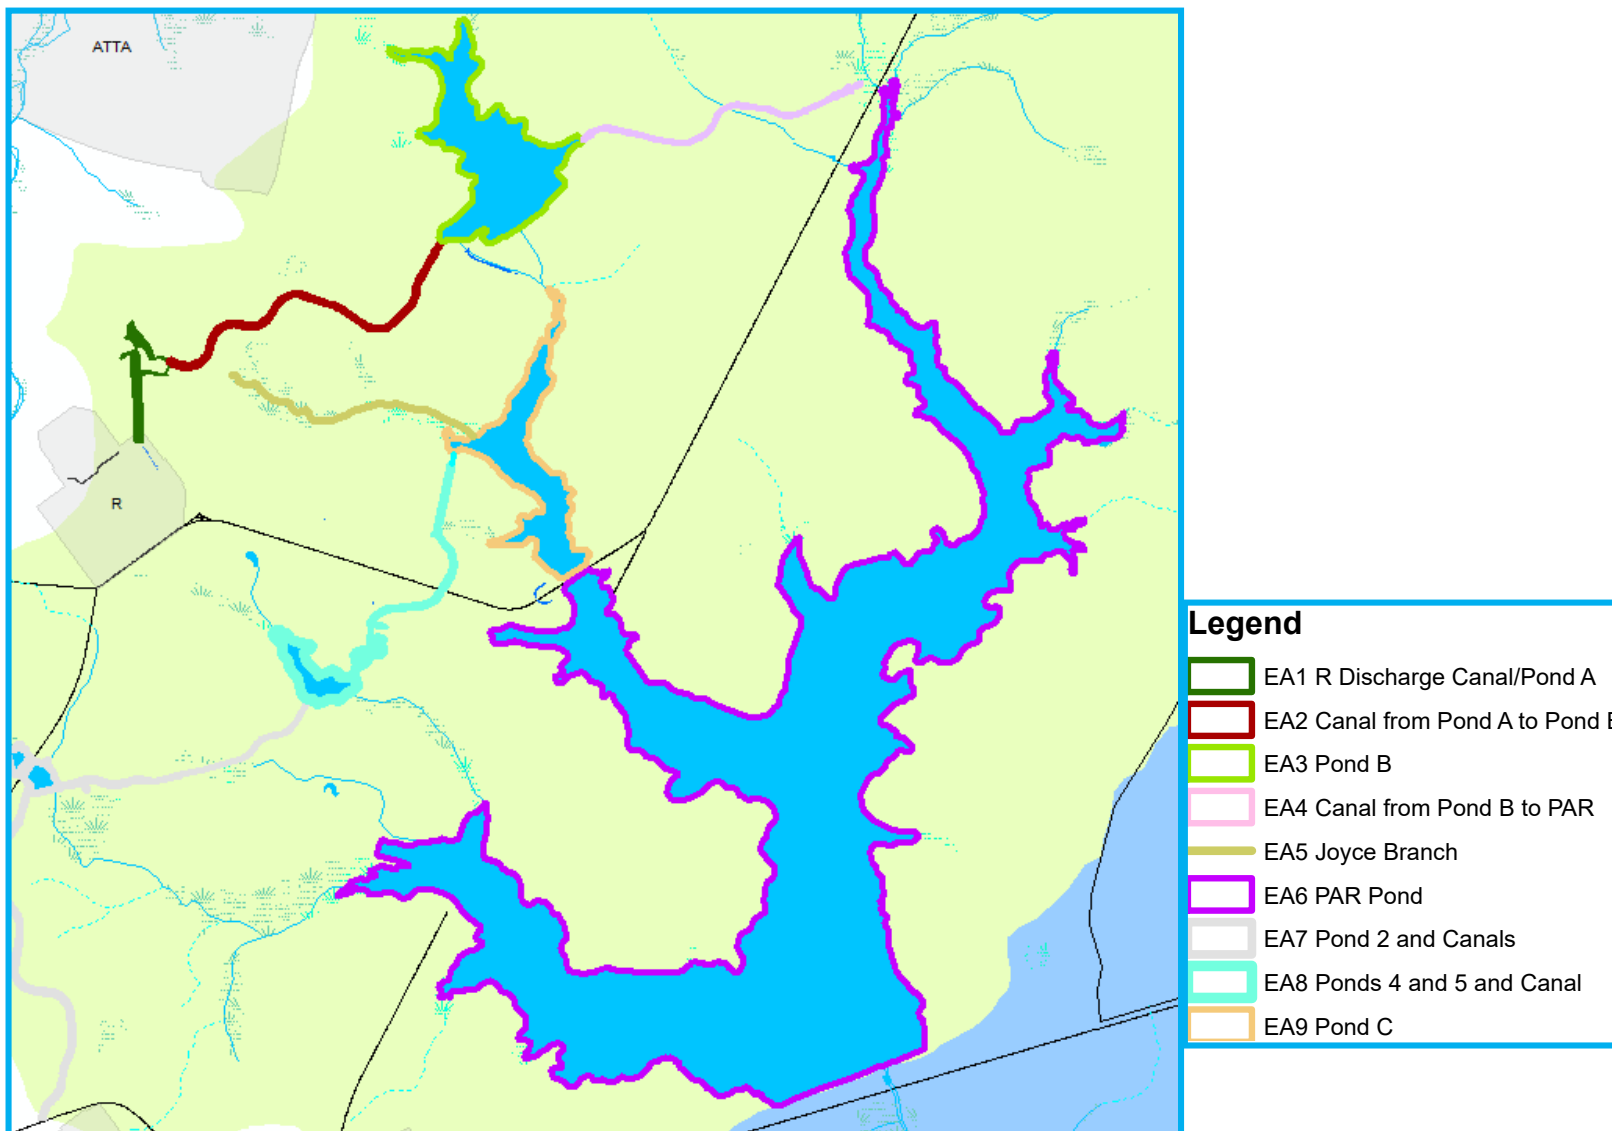 ATTA
R
Legend
EA1 R Discharge Canal/Pond A
EA2 Canal from Pond A to Pond
EA3 Pond B
EA4 Canal from Pond B to PAR
EA5 Joyce Branch
EA6 PAR Pond
EA7 Pond 2 and Canals
EA8 Ponds 4 and 5 and Canal
EA9 Pond C